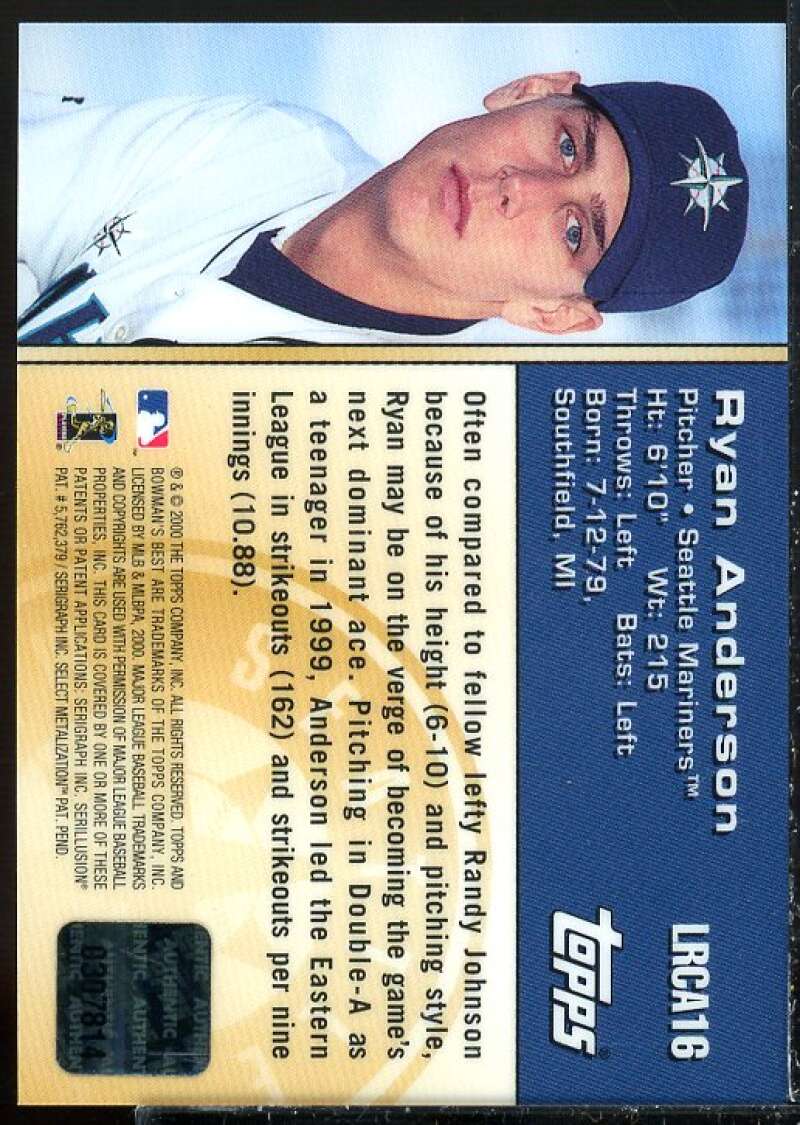 Ryan Anderson
LRCA16
Pitcher • Seattle Mariners™
Ht: 6'10" Wt: 215
Throws: Left Bats: Left
Born: 7-12-79,
Southfield, MI
topps®
Often compared to fellow lefty Randy Johnson
because of his height (6-10) and pitching style,
Ryan may be on the verge of becoming the game's
next dominant ace. Pitching in Double-A as
a teenager in 1999, Anderson led the Eastern
League in strikeouts (162) and strikeouts per nine
innings (10.88).
® & © 2000 THE TOPPS COMPANY, INC. ALL RIGHTS RESERVED. TOPPS AND
BOWMAN'S BEST ARE TRADEMARKS OF THE TOPPS COMPANY, INC.
LICENSED BY MLB & MLBPA, 2000. MAJOR LEAGUE BASEBALL TRADEMARKS
AND COPYRIGHTS ARE USED WITH PERMISSION OF MAJOR LEAGUE BASEBALL
PROPERTIES, INC. THIS CARD IS COVERED BY ONE OR MORE OF THESE
PATENTS OR PATENT APPLICATIONS: SERIGRAPH INC. SERILLUSION®
PAT. # 5,762,379 / SERIGRAPH INC. SELECT METALIZATION™ PAT. PEND.
AUTHENTIC
0307814